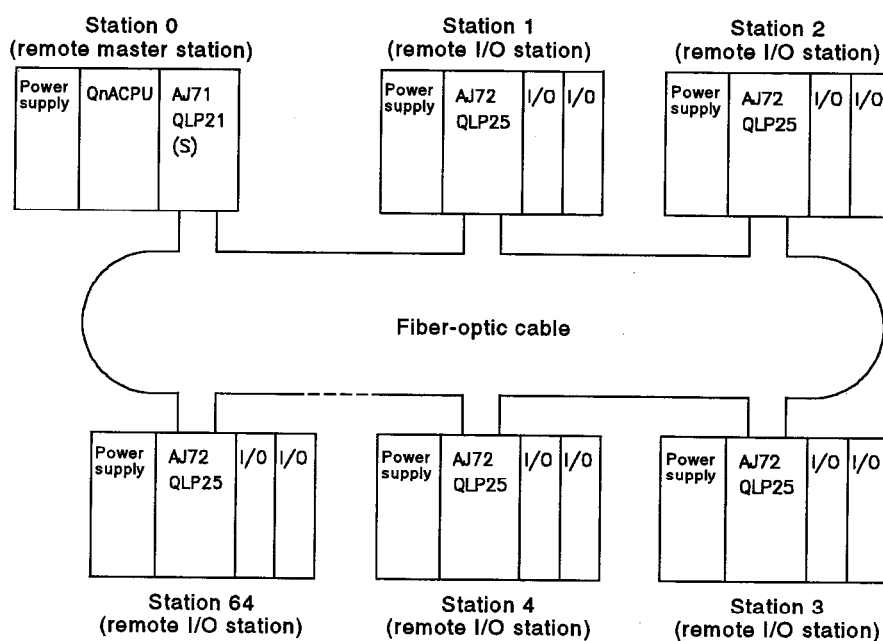 Station 0
(remote master station)
Power
supply
QnACPU
AJ71
QLP21
(S)
Station 1
(remote I/O station)
Power
supply
AJ72
QLP25
I/O
I/O
Station 2
(remote I/O station)
Power
supply
AJ72
QLP25
I/O
I/O
Fiber-optic cable
Power
supply
AJ72
QLP25
I/O
I/O
Station 64
(remote I/O station)
Power
supply
AJ72
QLP25
I/O
I/O
Station 4
(remote I/O station)
Power
supply
AJ72
QLP25
I/O
I/O
Station 3
(remote I/O station)